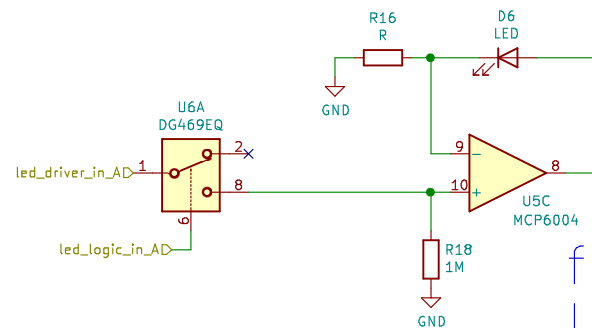 R16
R
D6
LED
GND
U6A
DG469EQ
2
led_driver_in_A
1
9
-
8
8
10
+
U5C
MCP6004
6
led_logic_in_A
R18
1M
GND
f